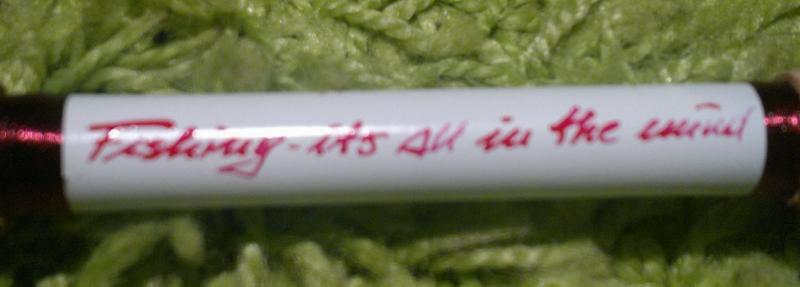 Fishing - it's all in the mind